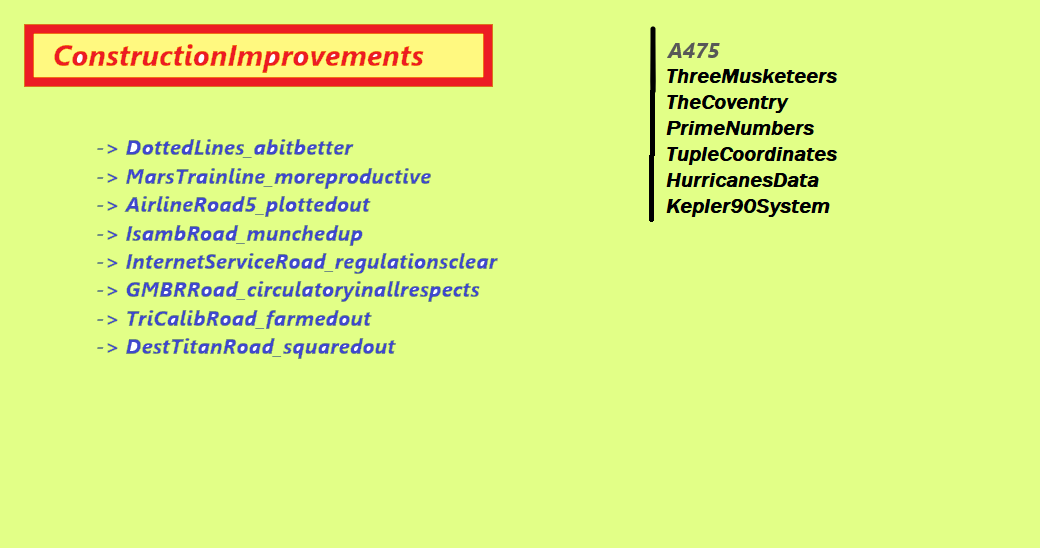 ConstructionImprovements
-> DottedLines_abitbetter
-> MarsTrainline_moreproductive
-> AirlineRoad5_plottedout
-> IsambRoad_munchedup
-> InternetServiceRoad_regulationsclear
-> GMBRRoad_circulatoryinallrespects
-> TriCalibRoad_farmedout
-> DestTitanRoad_squaredout
A475
ThreeMusketeers
TheCoventry
PrimeNumbers
TupleCoordinates
HurricanesData
Kepler90System